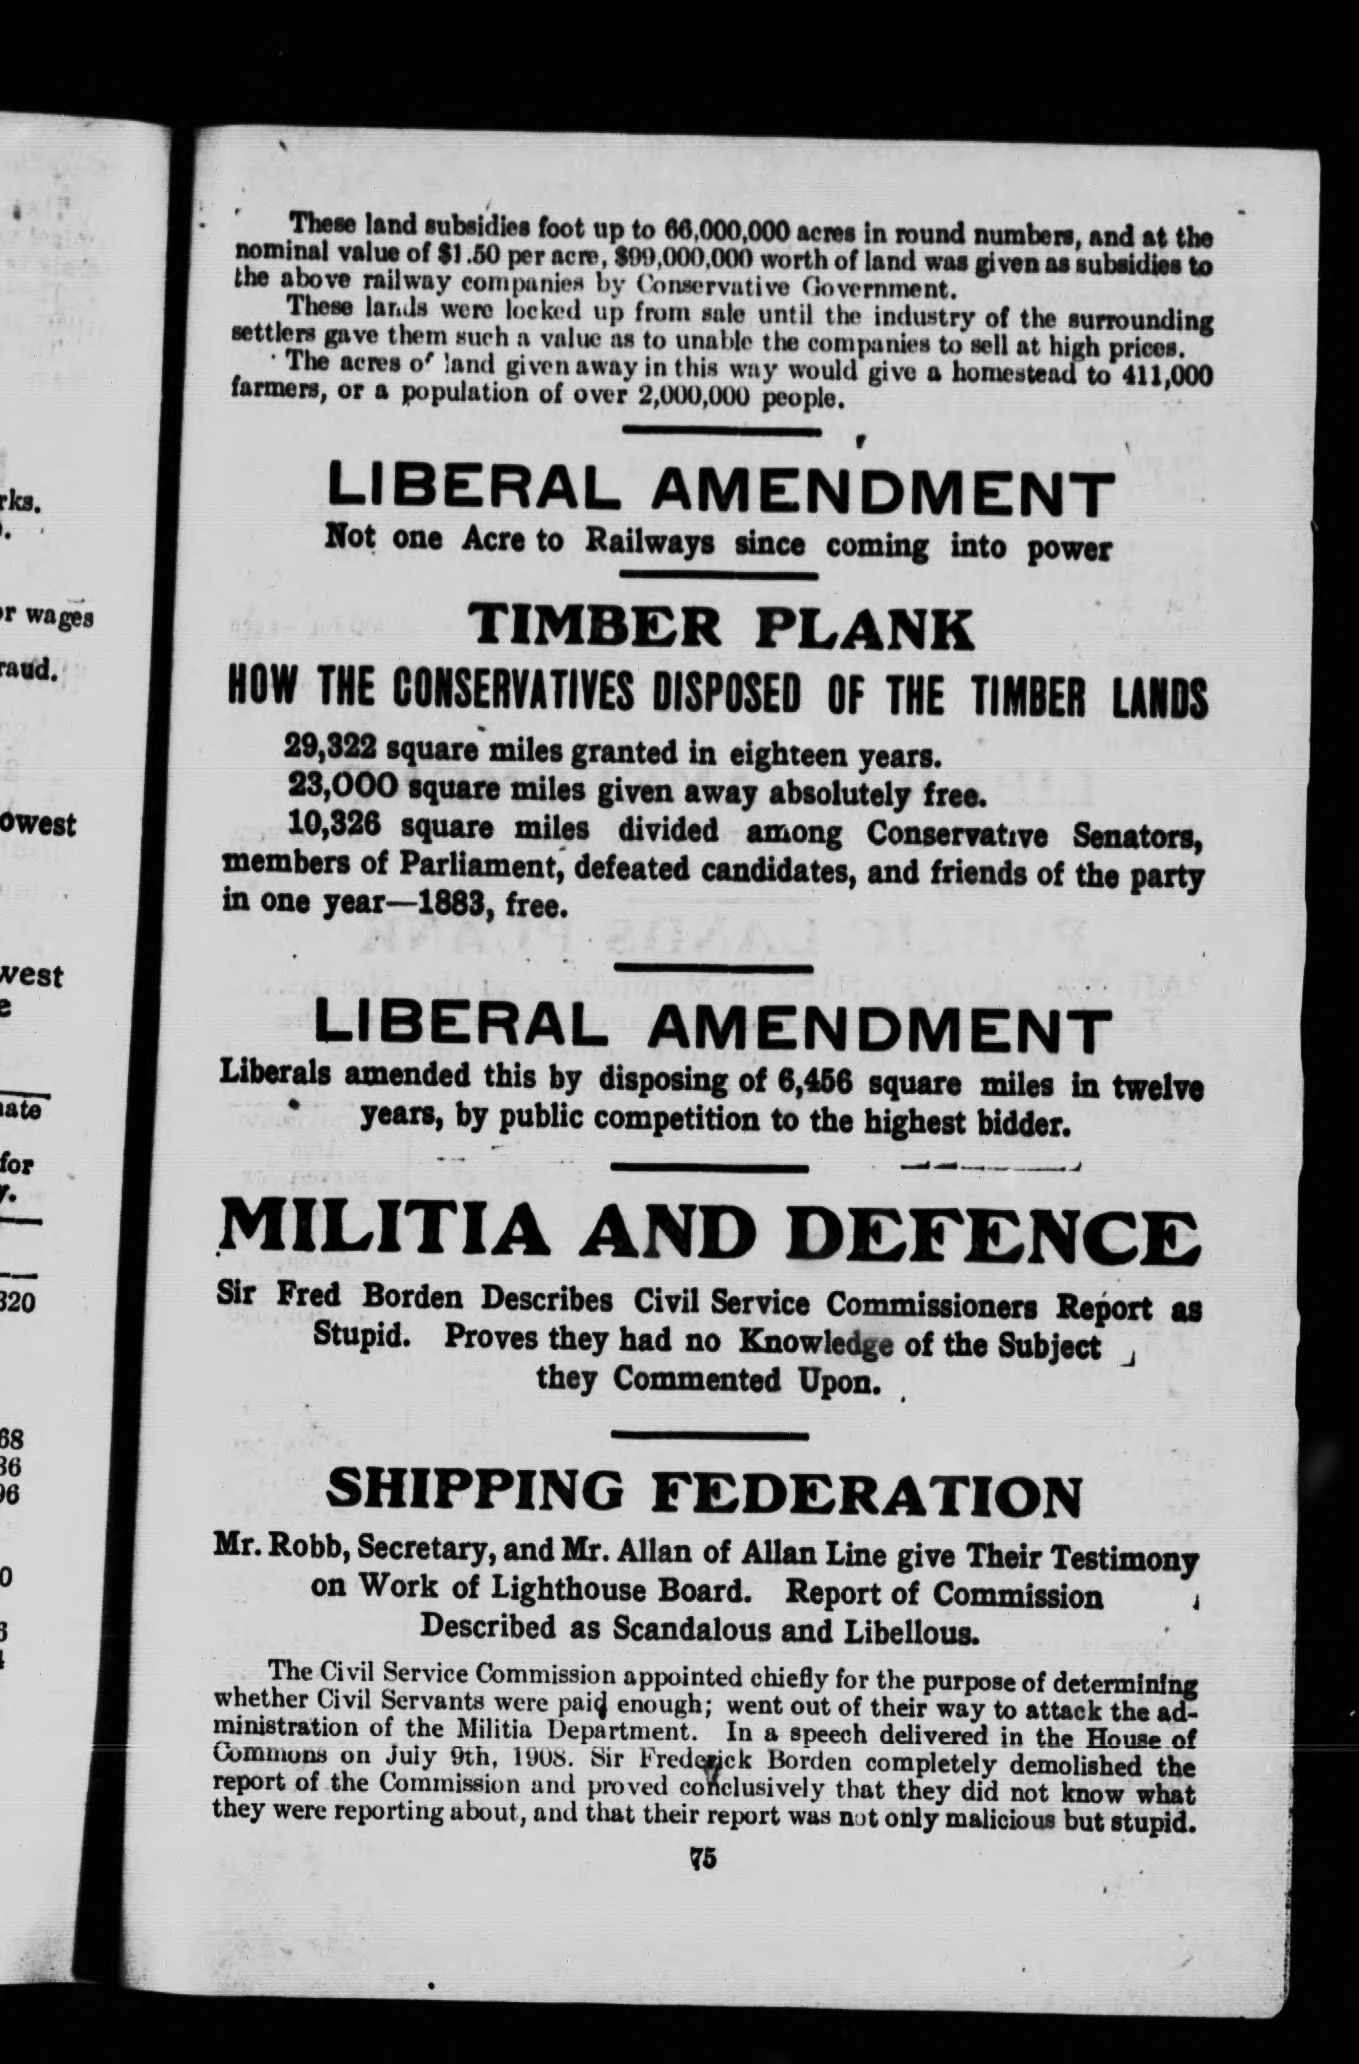 These land subsidies foot up to 66,000,000 acres in round numbers, and at the
nominal value of $1.50 per acre, $99,000,000 worth of land was given as subsidies to
the above railway companies by Conservative Government.
These lands were locked up from sale until the industry of the surrounding
settlers gave them such a value as to unable the companies to sell at high prices.
The acres of land given away in this way would give a homestead to 411,000
farmers, or a population of over 2,000,000 people.
LIBERAL AMENDMENT
Not one Acre to Railways since coming into power
TIMBER PLANK
HOW THE CONSERVATIVES DISPOSED OF THE TIMBER LANDS
29,322 square miles granted in eighteen years.
23,000 square miles given away absolutely free.
10,326 square miles divided among Conservative Senators,
members of Parliament, defeated candidates, and friends of the party
in one year—1883, free.
LIBERAL AMENDMENT
Liberals amended this by disposing of 6,456 square miles in twelve
years, by public competition to the highest bidder.
MILITIA AND DEFENCE
Sir Fred Borden Describes Civil Service Commissioners Report as
Stupid. Proves they had no Knowledge of the Subject
they Commented Upon.
SHIPPING FEDERATION
Mr. Robb, Secretary, and Mr. Allan of Allan Line give Their Testimony
on Work of Lighthouse Board. Report of Commission
Described as Scandalous and Libellous.
The Civil Service Commission appointed chiefly for the purpose of determining
whether Civil Servants were paid enough; went out of their way to attack the ad-
ministration of the Militia Department. In a speech delivered in the House of
Commons on July 9th, 1908. Sir Frederick Borden completely demolished the
report of the Commission and proved conclusively that they did not know what
they were reporting about, and that their report was not only malicious but stupid.
75